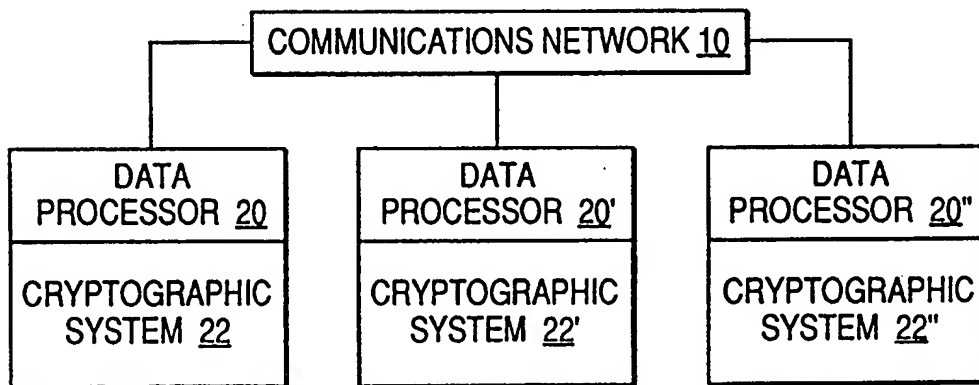 COMMUNICATIONS NETWORK 10
DATA
PROCESSOR 20
CRYPTOGRAPHIC
SYSTEM 22
DATA
PROCESSOR 20'
CRYPTOGRAPHIC
SYSTEM 22'
DATA
PROCESSOR 20"
CRYPTOGRAPHIC
SYSTEM 22"